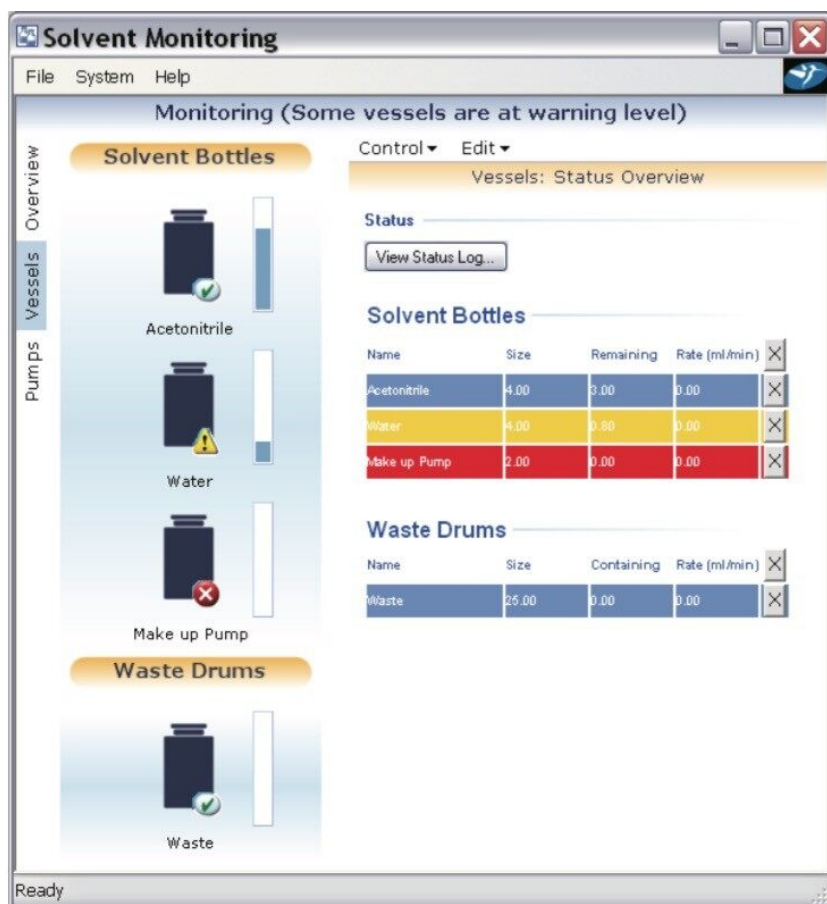 Solvent Monitoring
File System Help
Monitoring (Some vessels are at warning level)
Overview
Vessels
Pumps
Solvent Bottles
Acetonitrile
Water
Make up Pump
Waste Drums
Waste
Control Edit
Vessels: Status Overview
Status
View Status Log...
Solvent Bottles
Name Size Remaining Rate (ml/min) X
Acetonitrile 4.00 3.00 0.00 X
Water 4.00 0.80 0.00 X
Make up Pump 2.00 0.00 0.00 X
Waste Drums
Name Size Containing Rate (ml/min) X
Waste 25.00 0.00 0.00 X
Ready